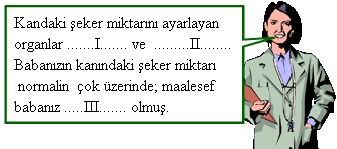 Kandaki şeker miktarını ayarlayan
organlar .......I....... ve ..........II........
Babanızın kanındaki şeker miktarı
normalin çok üzerinde; maalesef
babanız .....III....... olmuş.